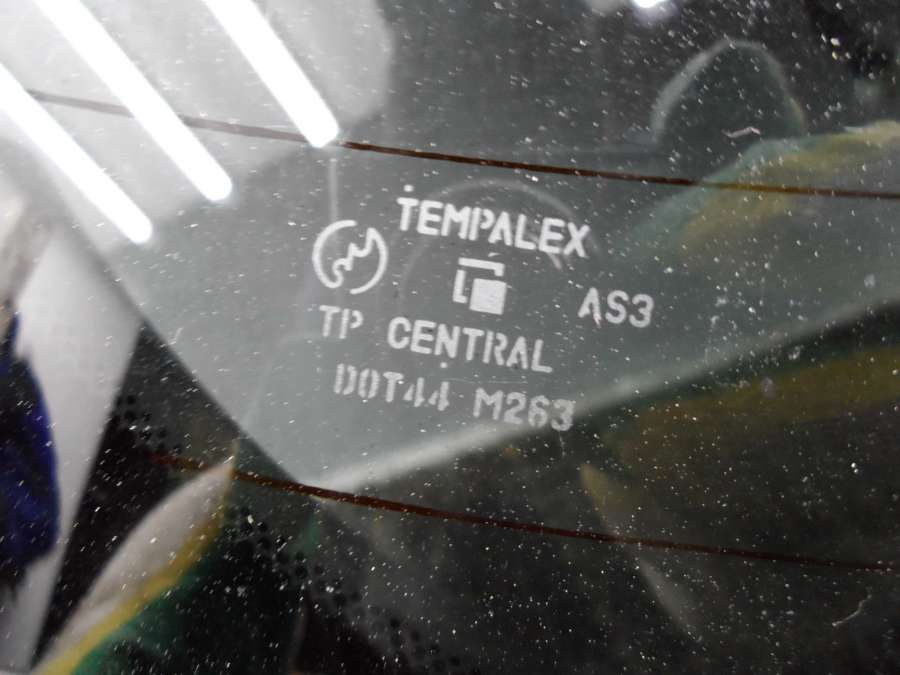 TEMPALEX
AS3
TP CENTRAL
DOT44 M263